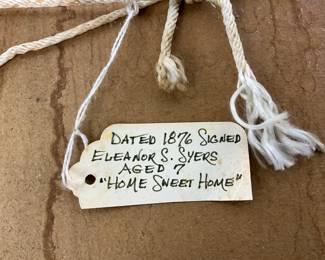 DATED 1876 SIGNED
ELEANOR S. SYERS
AGED 7
"HOME SWEET HOME"